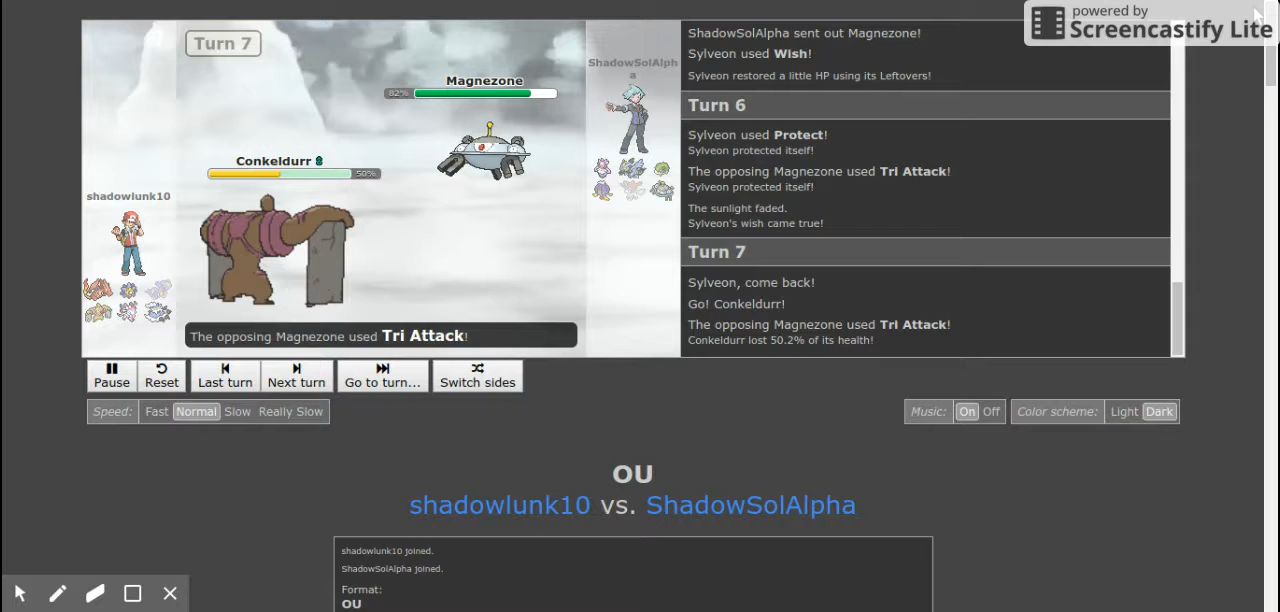 powered by
Screencastify Lite
Turn 7
Magnezone
82%
Conkeldurr
50%
shadowlunk10
ShadowSolAlph
a
The opposing Magnezone used Tri Attack!
ShadowSolAlpha sent out Magnezone!
Sylveon used Wish!
Sylveon restored a little HP using its Leftovers!
Turn 6
Sylveon used Protect!
Sylveon protected itself!
The opposing Magnezone used Tri Attack!
Sylveon protected itself!
The sunlight faded.
Sylveon's wish came true!
Turn 7
Sylveon, come back!
Go! Conkeldurr!
The opposing Magnezone used Tri Attack!
Conkeldurr lost 50.2% of its health!
Pause Reset Last turn Next turn Go to turn... Switch sides
Speed: Fast Normal Slow Really Slow
Music: On Off Color scheme: Light Dark
OU
shadowlunk10 vs. ShadowSolAlpha
shadowlunk10 joined.
ShadowSolAlpha joined.
Format:
OU